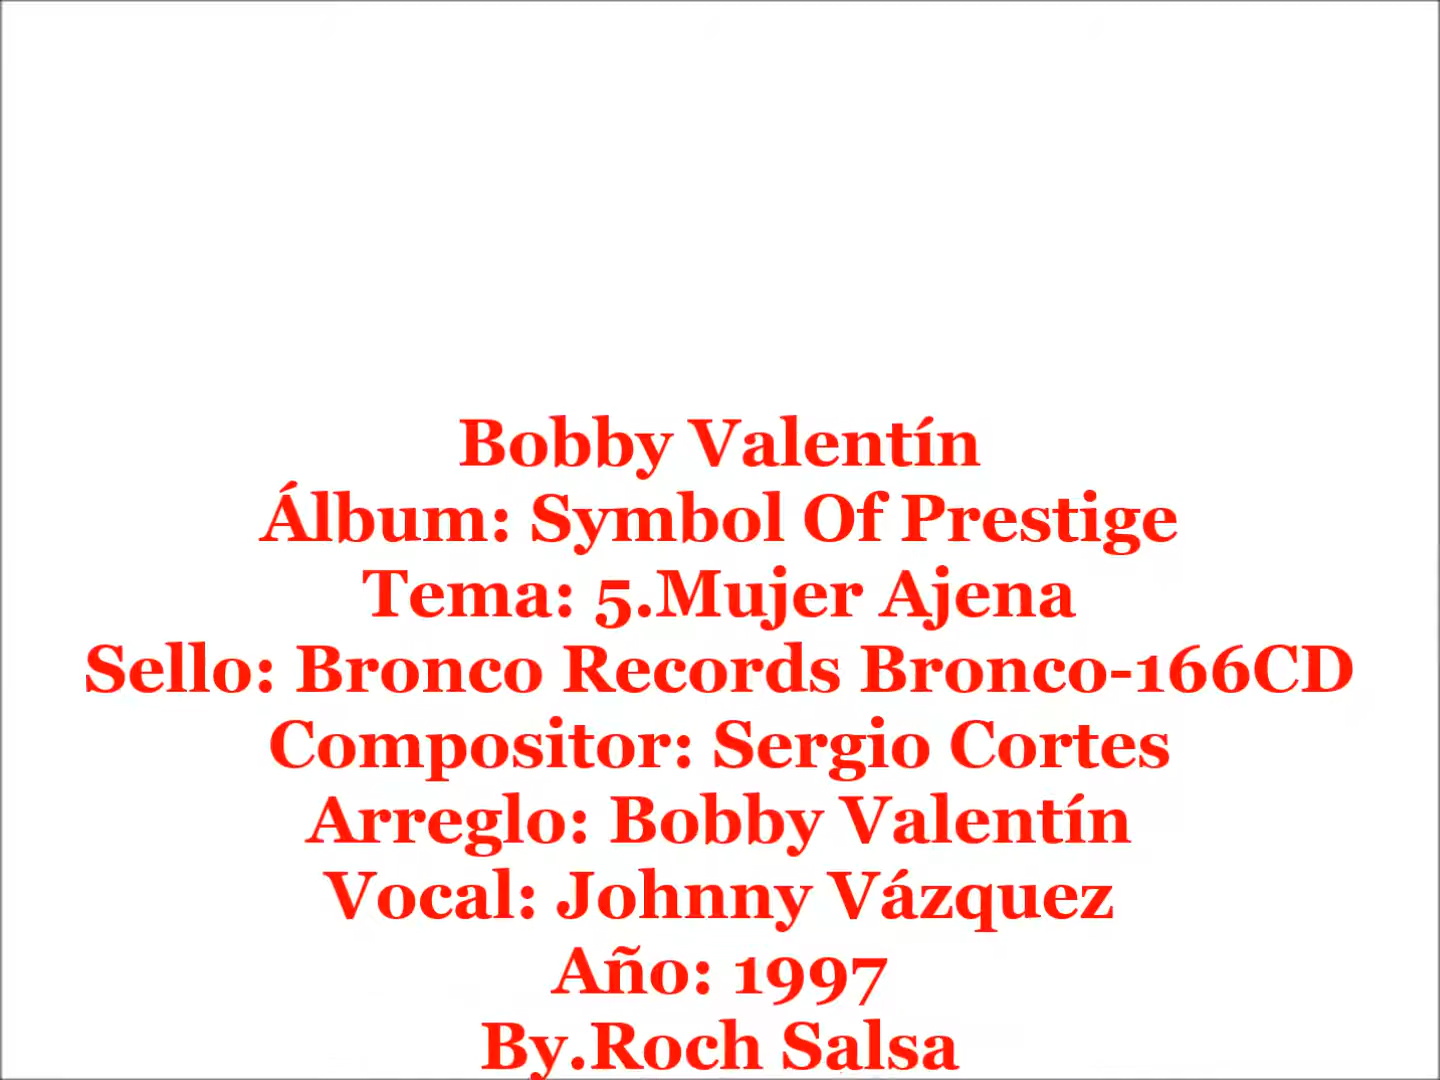 Bobby Valentín
Álbum: Symbol Of Prestige
Tema: 5.Mujer Ajena
Sello: Bronco Records Bronco-166CD
Compositor: Sergio Cortes
Arreglo: Bobby Valentín
Vocal: Johnny Vázquez
Año: 1997
By.Roch Salsa